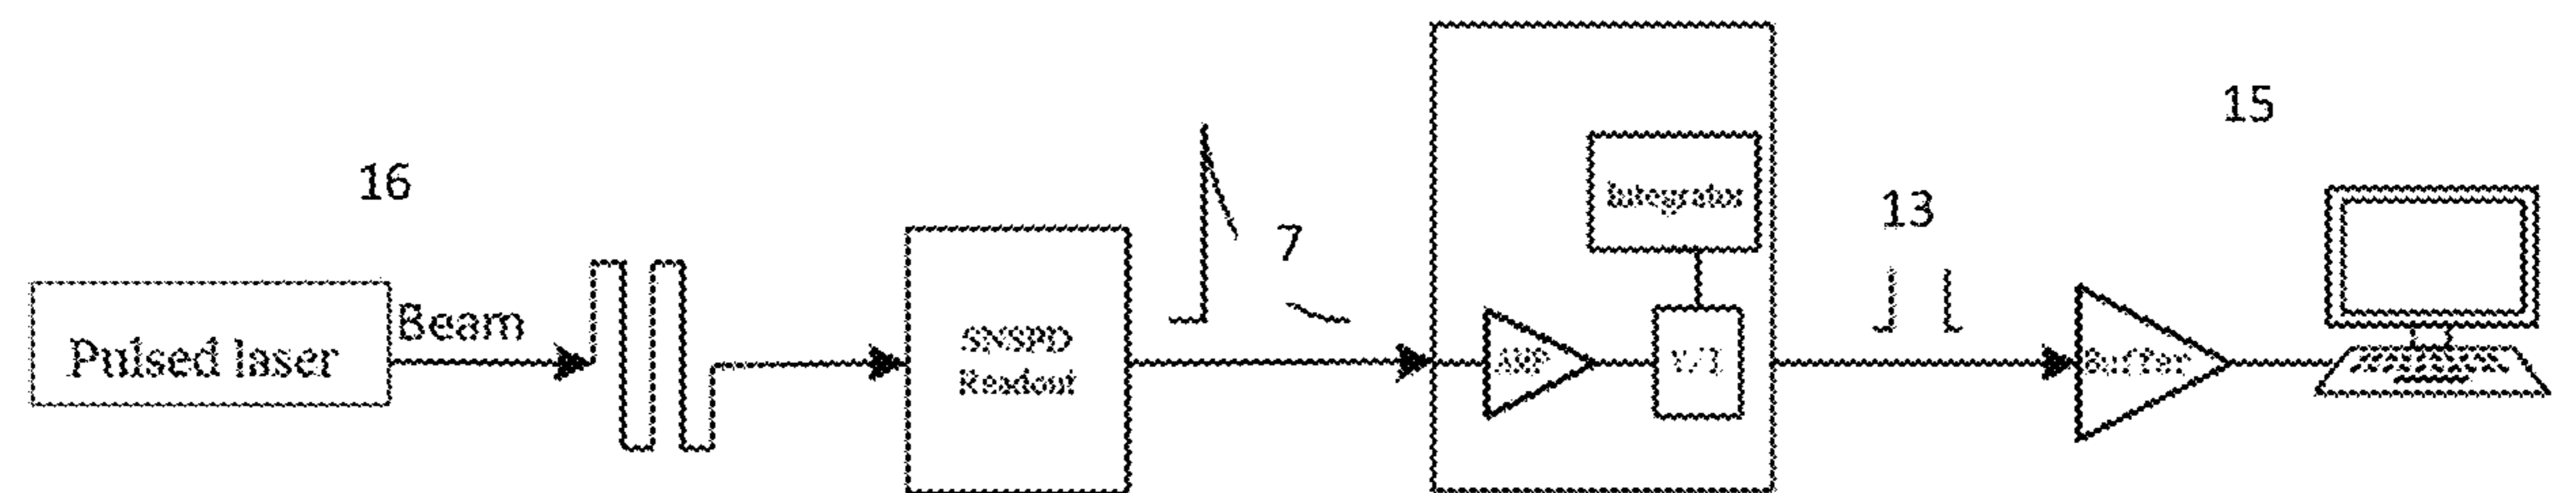 16
Pulsed laser
Beam
SNSPD
Readout
7
AMP
Integrator
13
Buffer
15